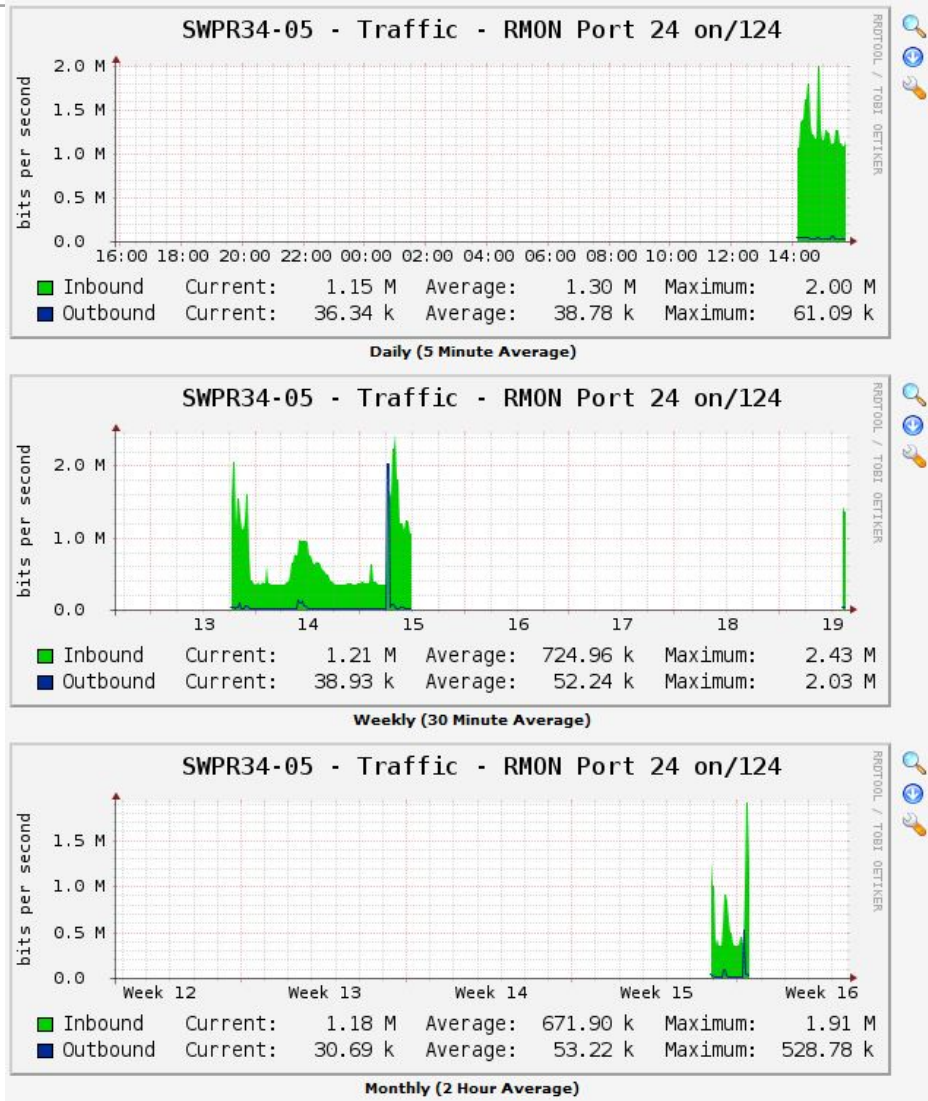 SWPR34-05 - Traffic - RMON Port 24 on/124
RRDTOOL / TOBI OETIKER
bits per second
2.0 M
1.5 M
1.0 M
0.5 M
0.0
16:00 18:00 20:00 22:00 00:00 02:00 04:00 06:00 08:00 10:00 12:00 14:00
Inbound Current: 1.15 M Average: 1.30 M Maximum: 2.00 M
Outbound Current: 36.34 k Average: 38.78 k Maximum: 61.09 k
Daily (5 Minute Average)
SWPR34-05 - Traffic - RMON Port 24 on/124
RRDTOOL / TOBI OETIKER
bits per second
2.0 M
1.0 M
0.0
13 14 15 16 17 18 19
Inbound Current: 1.21 M Average: 724.96 k Maximum: 2.43 M
Outbound Current: 38.93 k Average: 52.24 k Maximum: 2.03 M
Weekly (30 Minute Average)
SWPR34-05 - Traffic - RMON Port 24 on/124
RRDTOOL / TOBI OETIKER
bits per second
1.5 M
1.0 M
0.5 M
0.0
Week 12 Week 13 Week 14 Week 15 Week 16
Inbound Current: 1.18 M Average: 671.90 k Maximum: 1.91 M
Outbound Current: 30.69 k Average: 53.22 k Maximum: 528.78 k
Monthly (2 Hour Average)